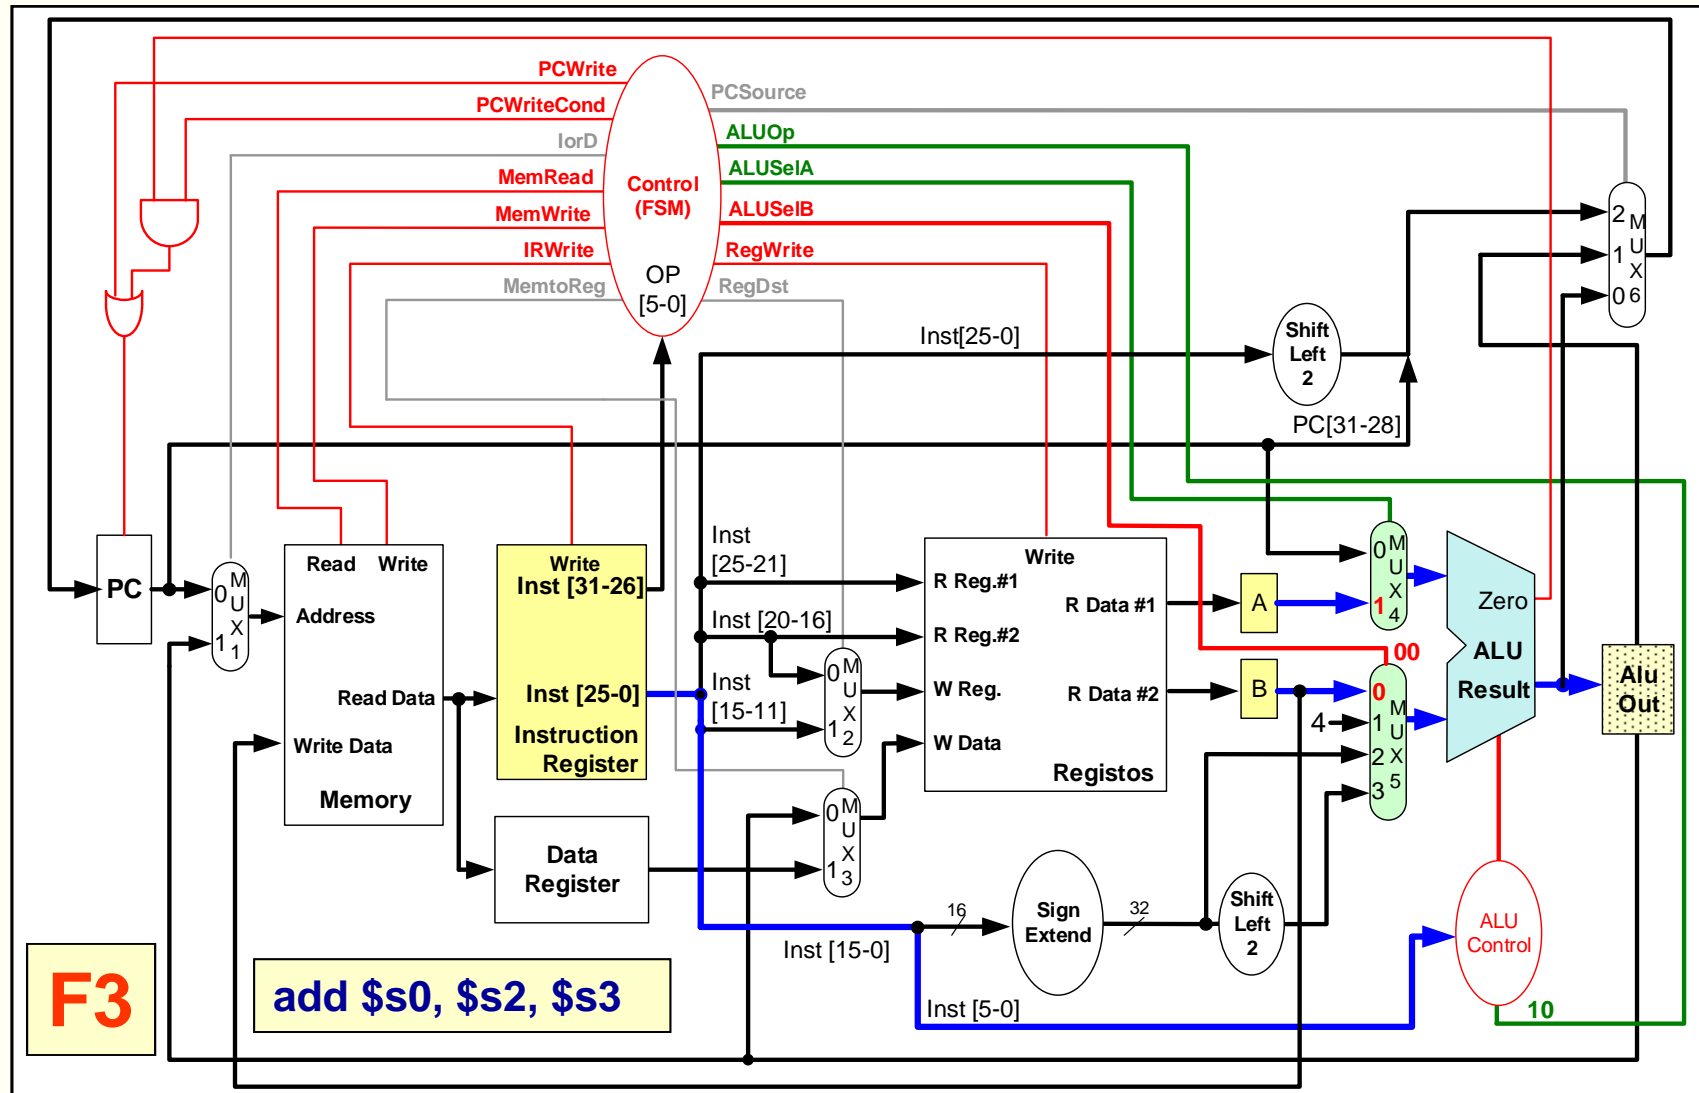 PCWrite
PCWriteCond
IorD
MemRead
MemWrite
IRWrite
MemtoReg
Control
(FSM)
OP
[5-0]
PCSource
ALUOp
ALUSelA
ALUSelB
RegWrite
RegDst
2
1
0
M
U
X
6
Inst[25-0]
Shift
Left
2
PC[31-28]
PC
0
1
M
U
X
1
Read
Write
Address
Read Data
Write Data
Memory
Write
Inst [31-26]
Inst [25-0]
Instruction
Register
Data
Register
Inst
[25-21]
Inst [20-16]
Inst
[15-11]
0
1
M
U
X
2
0
1
M
U
X
3
Write
R Reg.#1
R Reg.#2
W Reg.
W Data
R Data #1
R Data #2
Registos
A
B
0
1
M
U
X
4
00
0
4
1
2
3
M
U
X
5
Zero
ALU
Result
Alu
Out
16
Sign
Extend
32
Shift
Left
2
Inst [15-0]
Inst [5-0]
ALU
Control
10
F3
add $s0, $s2, $s3